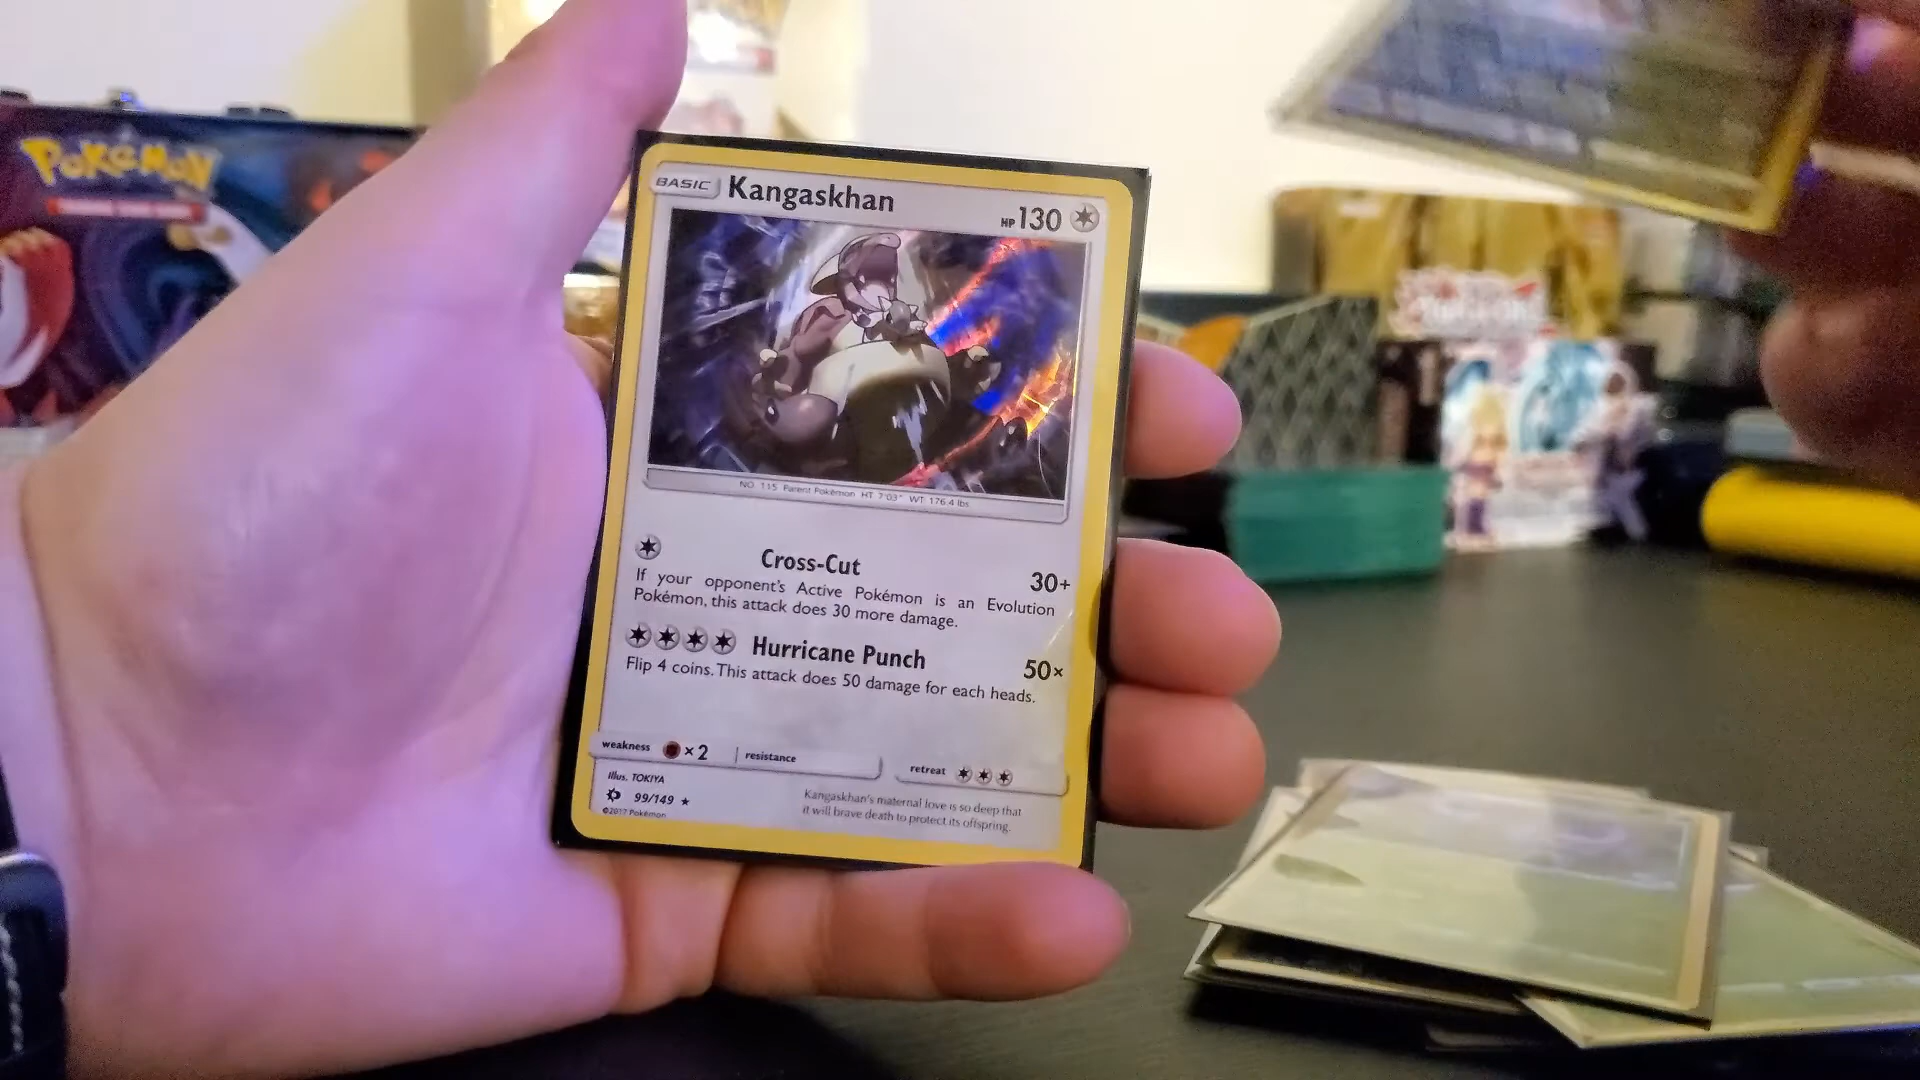 POKéMON
BASIC Kangaskhan
HP 130
NO. 115 Parent Pokémon HT 7'03" WT 176.4 lbs
Cross-Cut 30+
If your opponent's Active Pokémon is an Evolution
Pokémon, this attack does 30 more damage.
Hurricane Punch 50×
Flip 4 coins. This attack does 50 damage for each heads.
weakness ×2 resistance retreat
Illus. TOKIYA
99/149 ★
©2017 Pokémon
Kangaskhan's maternal love is so deep that
it will brave death to protect its offspring.